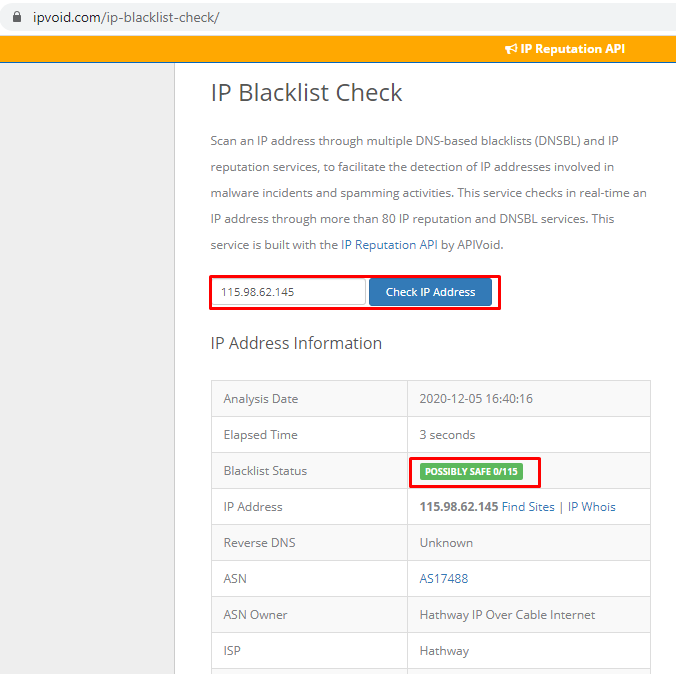 ipvoid.com/ip-blacklist-check/
IP Reputation API
IP Blacklist Check
Scan an IP address through multiple DNS-based blacklists (DNSBL) and IP
reputation services, to facilitate the detection of IP addresses involved in
malware incidents and spamming activities. This service checks in real-time an
IP address through more than 80 IP reputation and DNSBL services. This
service is built with the IP Reputation API by APIVoid.
115.98.62.145 Check IP Address
IP Address Information
Analysis Date 2020-12-05 16:40:16
Elapsed Time 3 seconds
Blacklist Status POSSIBLY SAFE 0/115
IP Address 115.98.62.145 Find Sites | IP Whois
Reverse DNS Unknown
ASN AS17488
ASN Owner Hathway IP Over Cable Internet
ISP Hathway